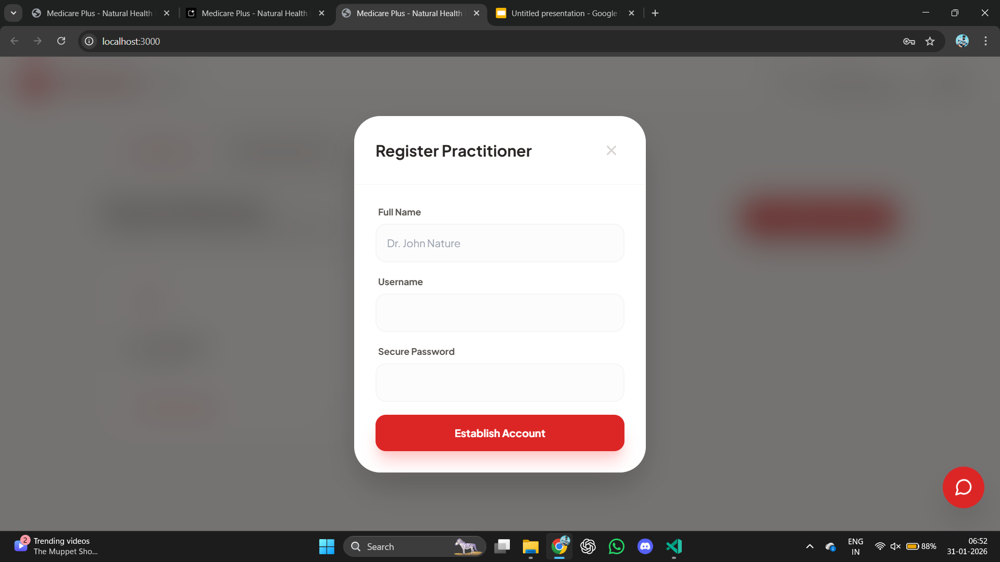 Medicare Plus - Natural Health
Medicare Plus - Natural Health
Medicare Plus - Natural Health
Untitled presentation - Google
localhost:3000
Register Practitioner
Full Name
Dr. John Nature
Username
Secure Password
Establish Account
2
Trending videos
The Muppet Sho...
Search
ENG
IN
88%
06:52
31-01-2026